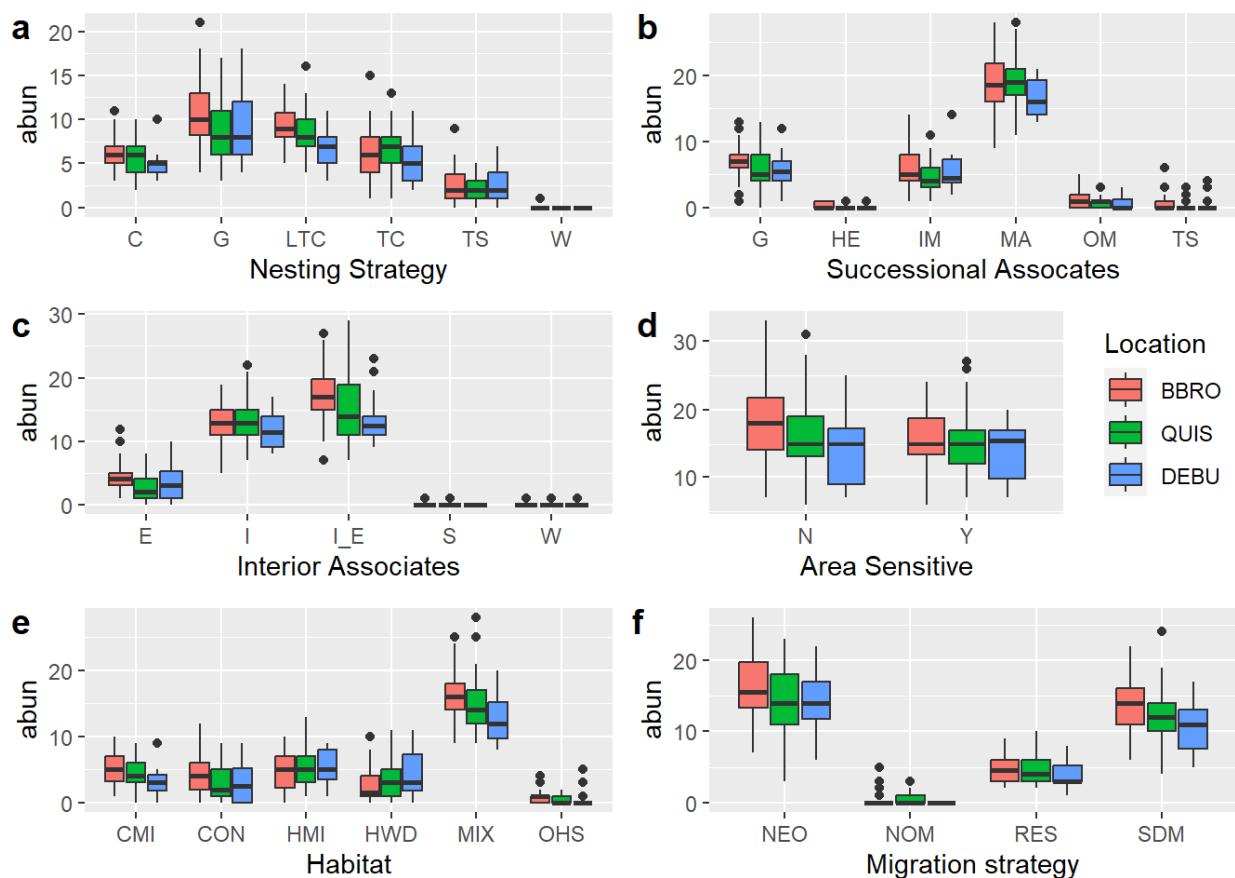 a
20
15
10
5
0
abun
C G LTC TC TS W
Nesting Strategy
b
20
10
0
abun
G HE IM MA OM TS
Successional Assocates
c
30
20
10
0
abun
E I I_E S W
Interior Associates
d
30
20
10
abun
N Y
Area Sensitive
Location
BBRO
QUIS
DEBU
e
20
10
0
abun
CMI CON HMI HWD MIX OHS
Habitat
f
20
10
0
abun
NEO NOM RES SDM
Migration strategy